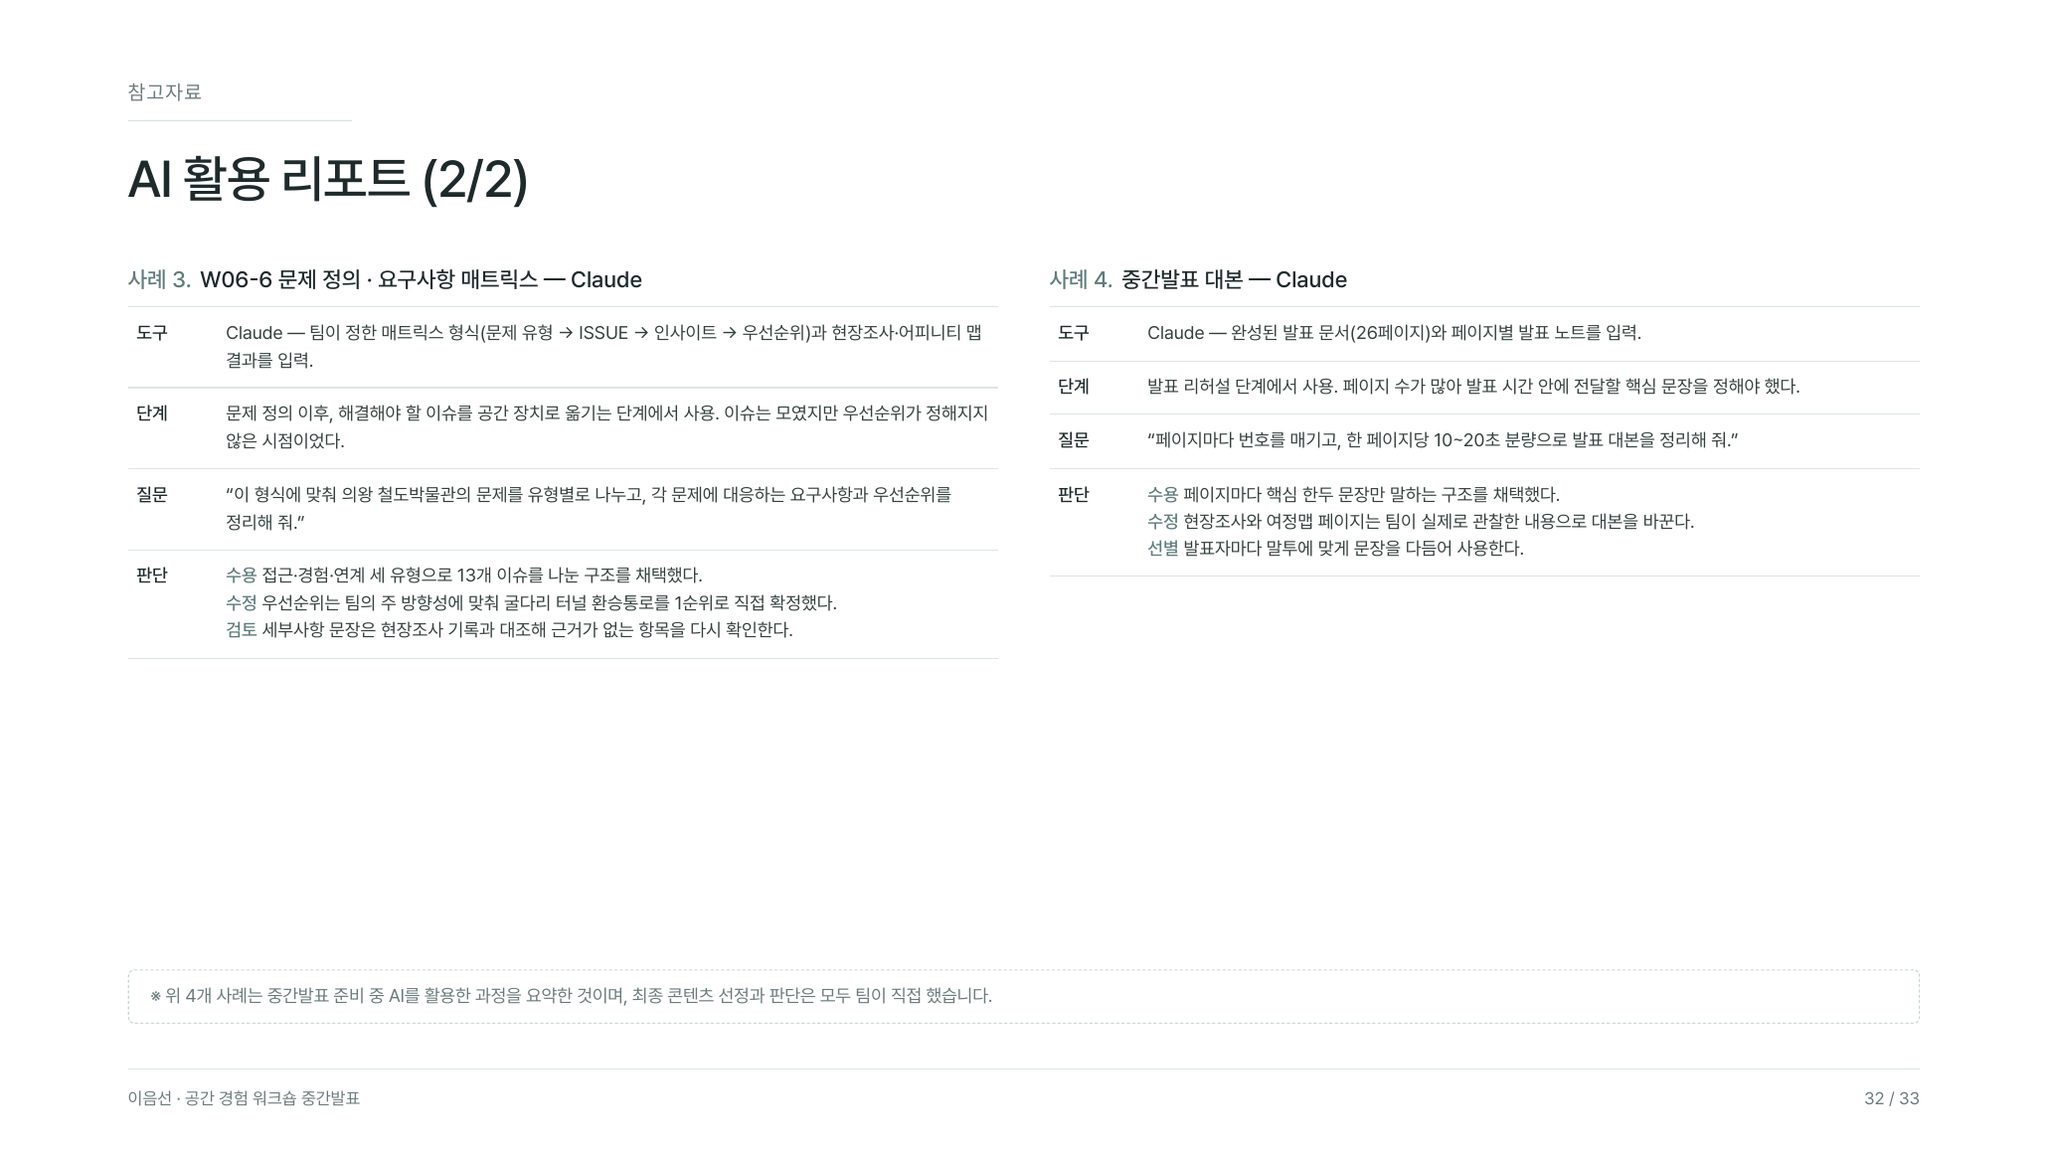 참고자료
AI 활용 리포트 (2/2)
사례 3. W06-6 문제 정의 · 요구사항 매트릭스 — Claude
도구 Claude — 팀이 정한 매트릭스 형식(문제 유형 → ISSUE → 인사이트 → 우선순위)과 현장조사·어피니티 맵
결과를 입력.
단계 문제 정의 이후, 해결해야 할 이슈를 공간 장치로 옮기는 단계에서 사용. 이슈는 모였지만 우선순위가 정해지지
않은 시점이었다.
질문 “이 형식에 맞춰 의왕 철도박물관의 문제를 유형별로 나누고, 각 문제에 대응하는 요구사항과 우선순위를
정리해 줘.”
판단 수용 접근·경험·연계 세 유형으로 13개 이슈를 나눈 구조를 채택했다.
수정 우선순위는 팀의 주 방향성에 맞춰 굴다리 터널 환승통로를 1순위로 직접 확정했다.
검토 세부사항 문장은 현장조사 기록과 대조해 근거가 없는 항목을 다시 확인한다.
사례 4. 중간발표 대본 — Claude
도구 Claude — 완성된 발표 문서(26페이지)와 페이지별 발표 노트를 입력.
단계 발표 리허설 단계에서 사용. 페이지 수가 많아 발표 시간 안에 전달할 핵심 문장을 정해야 했다.
질문 “페이지마다 번호를 매기고, 한 페이지당 10~20초 분량으로 발표 대본을 정리해 줘.”
판단 수용 페이지마다 핵심 한두 문장만 말하는 구조를 채택했다.
수정 현장조사와 여정맵 페이지는 팀이 실제로 관찰한 내용으로 대본을 바꾼다.
선별 발표자마다 말투에 맞게 문장을 다듬어 사용한다.
※ 위 4개 사례는 중간발표 준비 중 AI를 활용한 과정을 요약한 것이며, 최종 콘텐츠 선정과 판단은 모두 팀이 직접 했습니다.
이음선 · 공간 경험 워크숍 중간발표
32 / 33